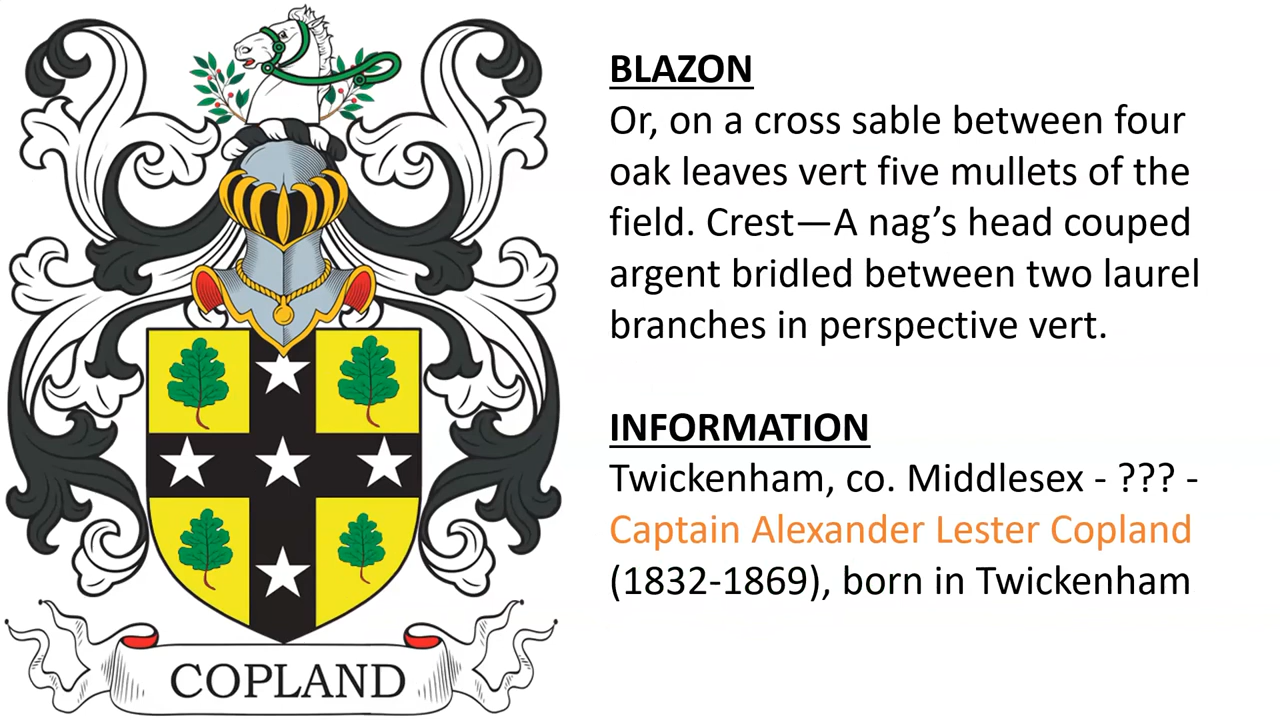 BLAZON
Or, on a cross sable between four
oak leaves vert five mullets of the
field. Crest—A nag’s head couped
argent bridled between two laurel
branches in perspective vert.
INFORMATION
Twickenham, co. Middlesex - ??? -
Captain Alexander Lester Copland
(1832-1869), born in Twickenham
COPLAND